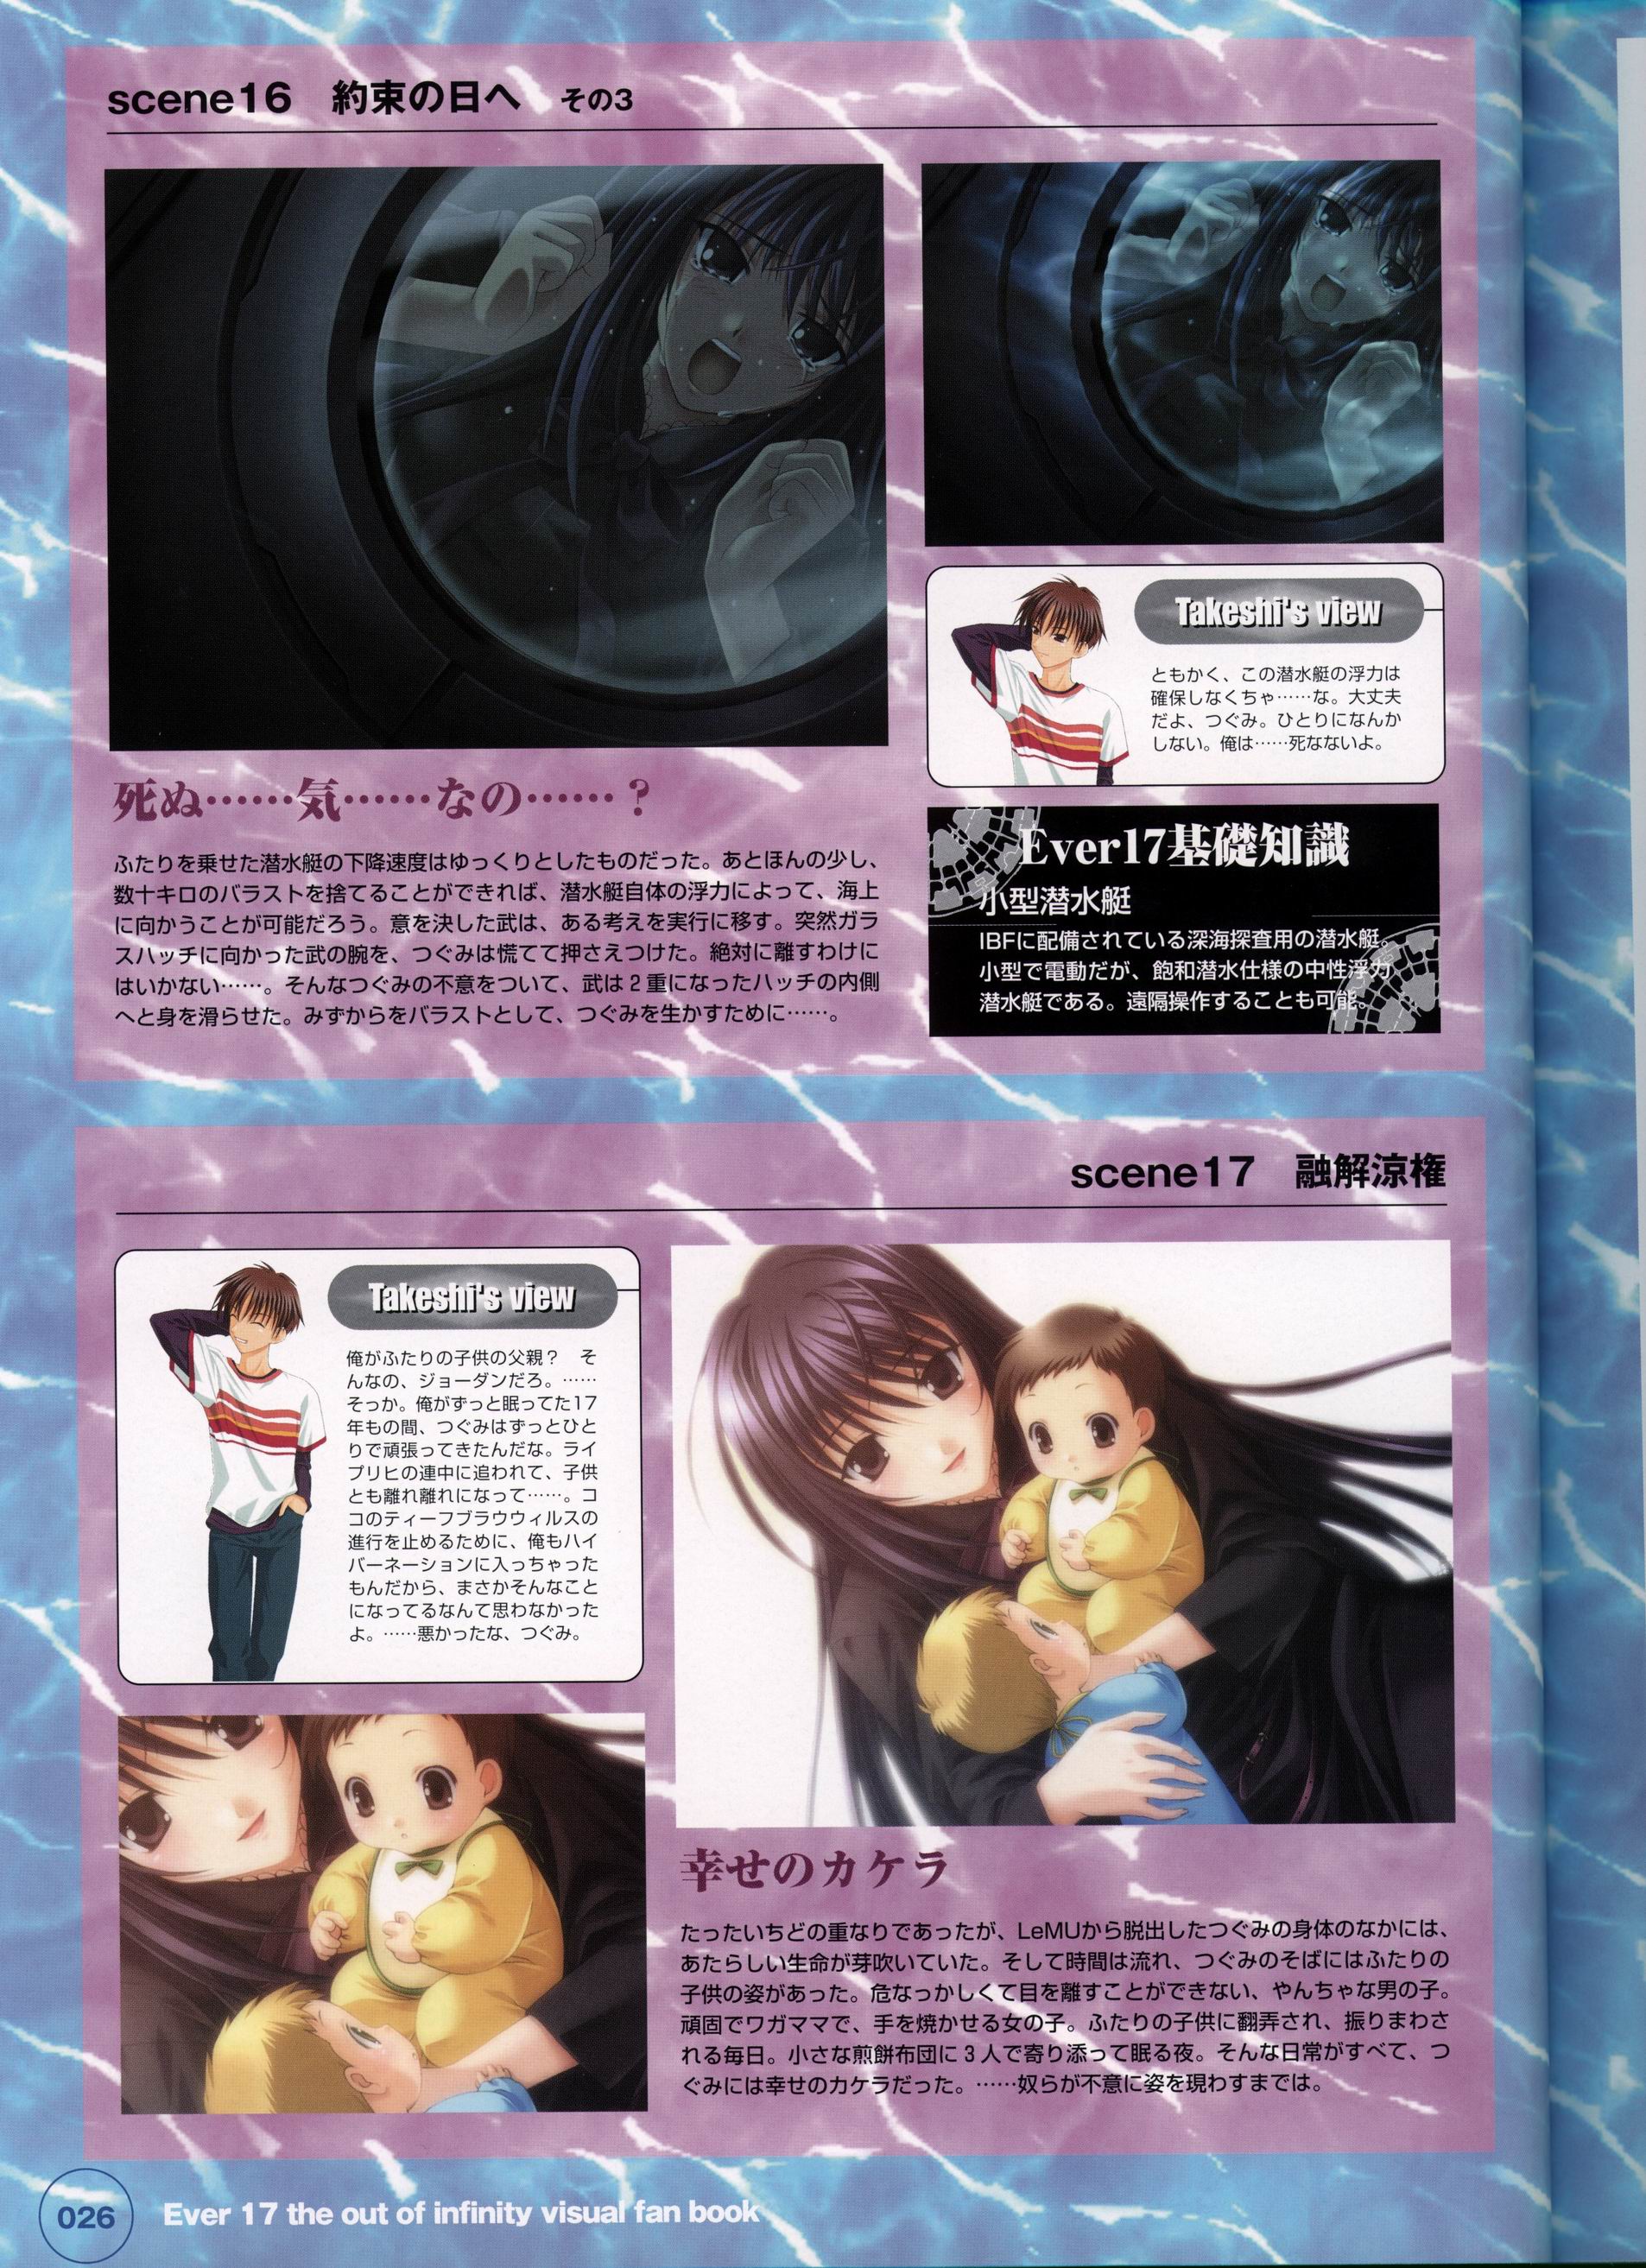 scene16 約束の日へ その3
死ぬ……気……なの……？
ふたりを乗せた潜水艇の下降速度はゆっくりとしたものだった。あとほんの少し、
数十キロのバラストを捨てることができれば、潜水艇自体の浮力によって、海上
に向かうことが可能だろう。意を決した武は、ある考えを実行に移す。突然ガラ
スハッチに向かった武の腕を、つぐみは慌てて押さえつけた。絶対に離すわけに
はいかない……。そんなつぐみの不意をついて、武は2重になったハッチの内側
へと身を滑らせた。みずからをバラストとして、つぐみを生かすために……。
Takeshi's view
ともかく、この潜水艇の浮力は
確保しなくちゃ……な。大丈夫
だよ、つぐみ。ひとりになんか
しない。俺は……死なないよ。
Ever17基礎知識
小型潜水艇
IBFに配備されている深海探査用の潜水艇。
小型で電動だが、飽和潜水仕様の中性浮力
潜水艇である。遠隔操作することも可能。
scene17 融解涼権
Takeshi's view
俺がふたりの子供の父親？ そ
んなの、ジョーダンだろ。……
そっか。俺がずっと眠ってた17
年もの間、つぐみはずっとひと
りで頑張ってきたんだな。ライ
プリヒの連中に追われて、子供
とも離れ離れになって……。コ
コのティーフブラウウィルスの
進行を止めるために、俺もハイ
バーネーションに入っちゃった
もんだから、まさかそんなこと
になってるなんて思わなかった
よ。……悪かったな、つぐみ。
幸せのカケラ
たったいちどの重なりであったが、LeMUから脱出したつぐみの身体のなかには、
あたらしい生命が芽吹いていた。そして時間は流れ、つぐみのそばにはふたりの
子供の姿があった。危なっかしくて目を離すことができない、やんちゃな男の子。
頑固でワガママで、手を焼かせる女の子。ふたりの子供に翻弄され、振りまわさ
れる毎日。小さな煎餅布団に3人で寄り添って眠る夜。そんな日常がすべて、つ
ぐみには幸せのカケラだった。……奴らが不意に姿を現わすまでは。
026 Ever 17 the out of infinity visual fan book